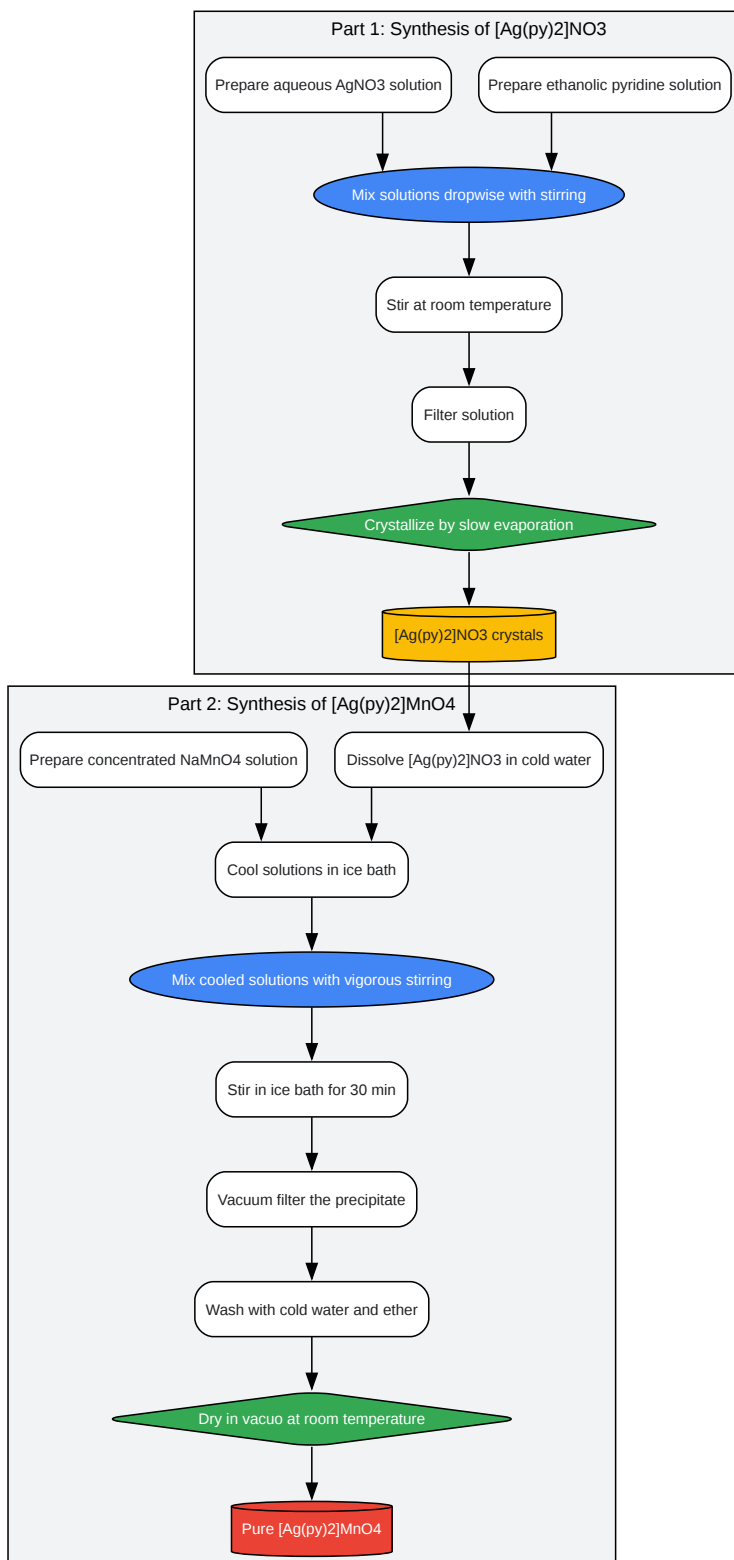 Part 1: Synthesis of [Ag(py)2]NO3
Prepare aqueous AgNO3 solution
Prepare ethanolic pyridine solution
Mix solutions dropwise with stirring
Stir at room temperature
Filter solution
Crystallize by slow evaporation
[Ag(py)2]NO3 crystals
Part 2: Synthesis of [Ag(py)2]MnO4
Prepare concentrated NaMnO4 solution
Dissolve [Ag(py)2]NO3 in cold water
Cool solutions in ice bath
Mix cooled solutions with vigorous stirring
Stir in ice bath for 30 min
Vacuum filter the precipitate
Wash with cold water and ether
Dry in vacuo at room temperature
Pure [Ag(py)2]MnO4